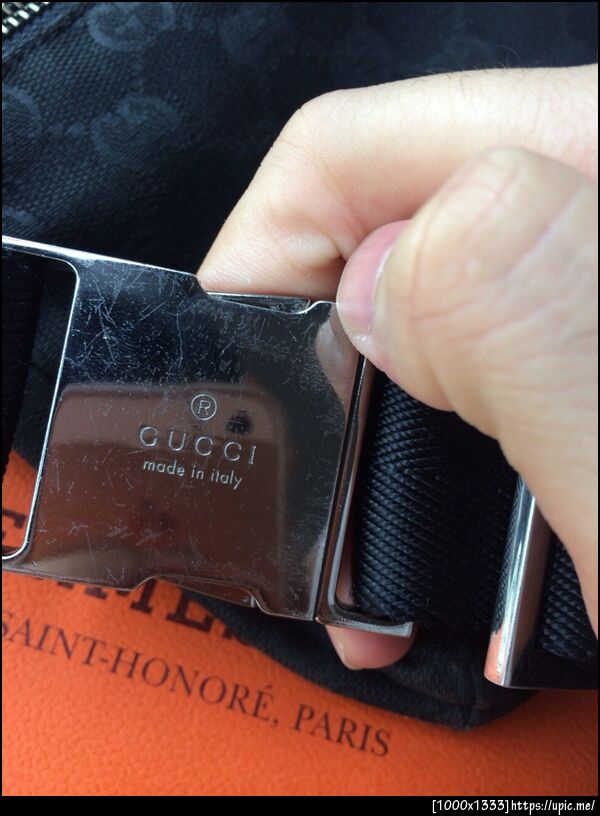 ®
GUCCI
made in italy
SAINT-HONORÉ, PARIS
[1000x1333]https://upic.me/